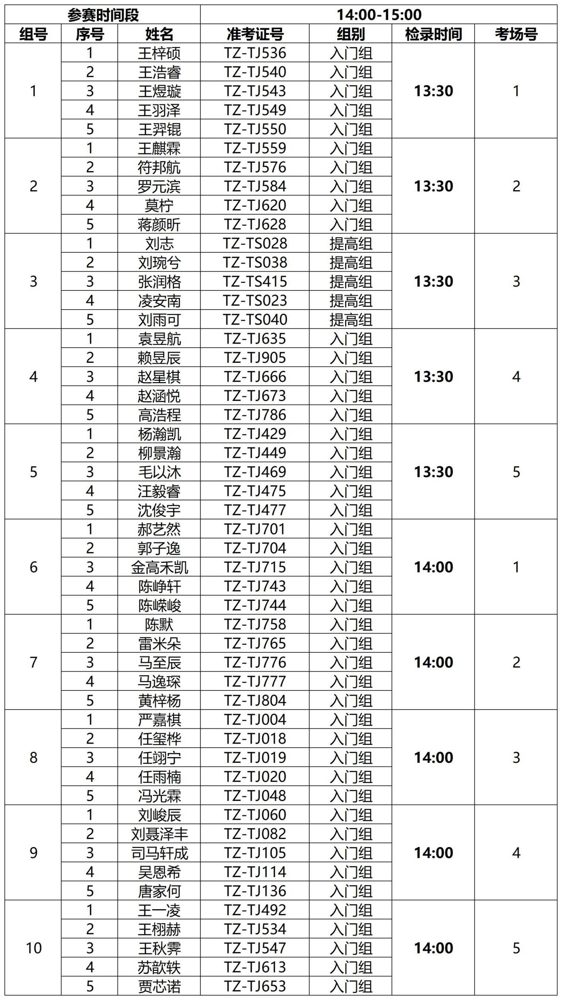 参赛时间段 14:00-15:00
组号 序号 姓名 准考证号 组别 检录时间 考场号
1 1 王梓硕 TZ-TJ536 入门组 13:30 1
2 王浩睿 TZ-TJ540 入门组
3 王煜璇 TZ-TJ543 入门组
4 王羽泽 TZ-TJ549 入门组
5 王羿锟 TZ-TJ550 入门组
2 1 王麒霖 TZ-TJ559 入门组 13:30 2
2 符邦航 TZ-TJ576 入门组
3 罗元滨 TZ-TJ584 入门组
4 莫柠 TZ-TJ620 入门组
5 蒋颜昕 TZ-TJ628 入门组
3 1 刘志 TZ-TS028 提高组 13:30 3
2 刘琬兮 TZ-TS038 提高组
3 张润格 TZ-TS415 提高组
4 凌安南 TZ-TS023 提高组
5 刘雨可 TZ-TS040 提高组
4 1 袁昱航 TZ-TJ635 入门组 13:30 4
2 赖昱辰 TZ-TJ905 入门组
3 赵星棋 TZ-TJ666 入门组
4 赵涵悦 TZ-TJ673 入门组
5 高浩程 TZ-TJ786 入门组
5 1 杨瀚凯 TZ-TJ429 入门组 13:30 5
2 柳景瀚 TZ-TJ449 入门组
3 毛以沐 TZ-TJ469 入门组
4 汪毅睿 TZ-TJ475 入门组
5 沈俊宇 TZ-TJ477 入门组
6 1 郝艺然 TZ-TJ701 入门组 14:00 1
2 郭子逸 TZ-TJ704 入门组
3 金高禾凯 TZ-TJ715 入门组
4 陈峥轩 TZ-TJ743 入门组
5 陈嵘峻 TZ-TJ744 入门组
7 1 陈默 TZ-TJ758 入门组 14:00 2
2 雷米朵 TZ-TJ765 入门组
3 马至辰 TZ-TJ776 入门组
4 马逸琛 TZ-TJ777 入门组
5 黄梓杨 TZ-TJ804 入门组
8 1 严嘉棋 TZ-TJ004 入门组 14:00 3
2 任玺桦 TZ-TJ018 入门组
3 任翊宁 TZ-TJ019 入门组
4 任雨楠 TZ-TJ020 入门组
5 冯光霖 TZ-TJ048 入门组
9 1 刘峻辰 TZ-TJ060 入门组 14:00 4
2 刘聂泽丰 TZ-TJ082 入门组
3 司马轩成 TZ-TJ105 入门组
4 吴恩希 TZ-TJ114 入门组
5 唐家何 TZ-TJ136 入门组
10 1 王一凌 TZ-TJ492 入门组 14:00 5
2 王栩赫 TZ-TJ534 入门组
3 王秋霁 TZ-TJ547 入门组
4 苏歆轶 TZ-TJ613 入门组
5 贾芯诺 TZ-TJ653 入门组